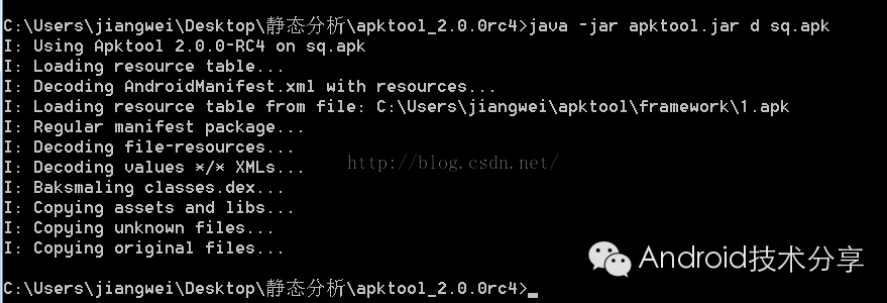 C:\Users\jiangwei\Desktop\静态分析\apktool_2.0.0rc4>java -jar apktool.jar d sq.apk
I: Using Apktool 2.0.0-RC4 on sq.apk
I: Loading resource table...
I: Decoding AndroidManifest.xml with resources...
I: Loading resource table from file: C:\Users\jiangwei\apktool\framework\1.apk
I: Regular manifest package...
I: Decoding file-resources...
I: Decoding values */* XMLs...
I: Baksmaling classes.dex...
I: Copying assets and libs...
I: Copying unknown files...
I: Copying original files...
http://blog.csdn.net/
Android技术分享
C:\Users\jiangwei\Desktop\静态分析\apktool_2.0.0rc4>_